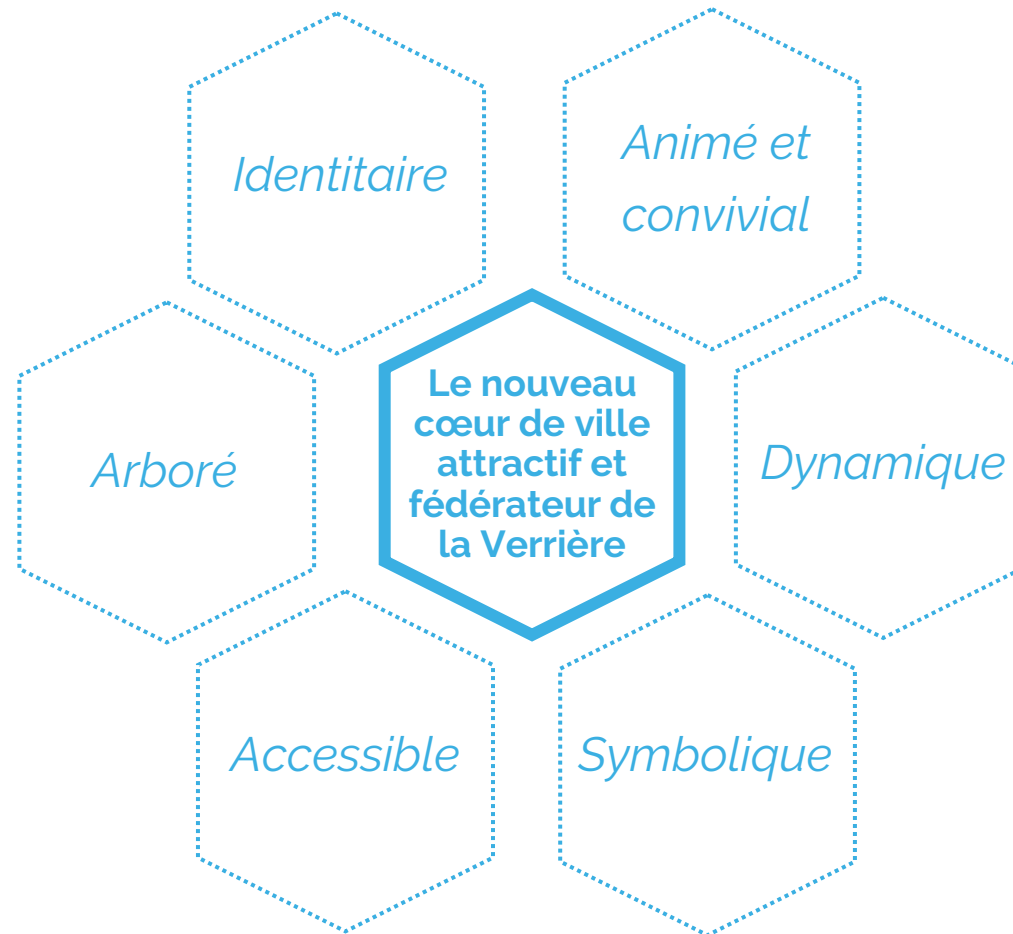 Identitaire
Animé et
convivial
Le nouveau
cœur de ville
attractif et
fédérateur de
la Verrière
Arboré
Dynamique
Accessible
Symbolique